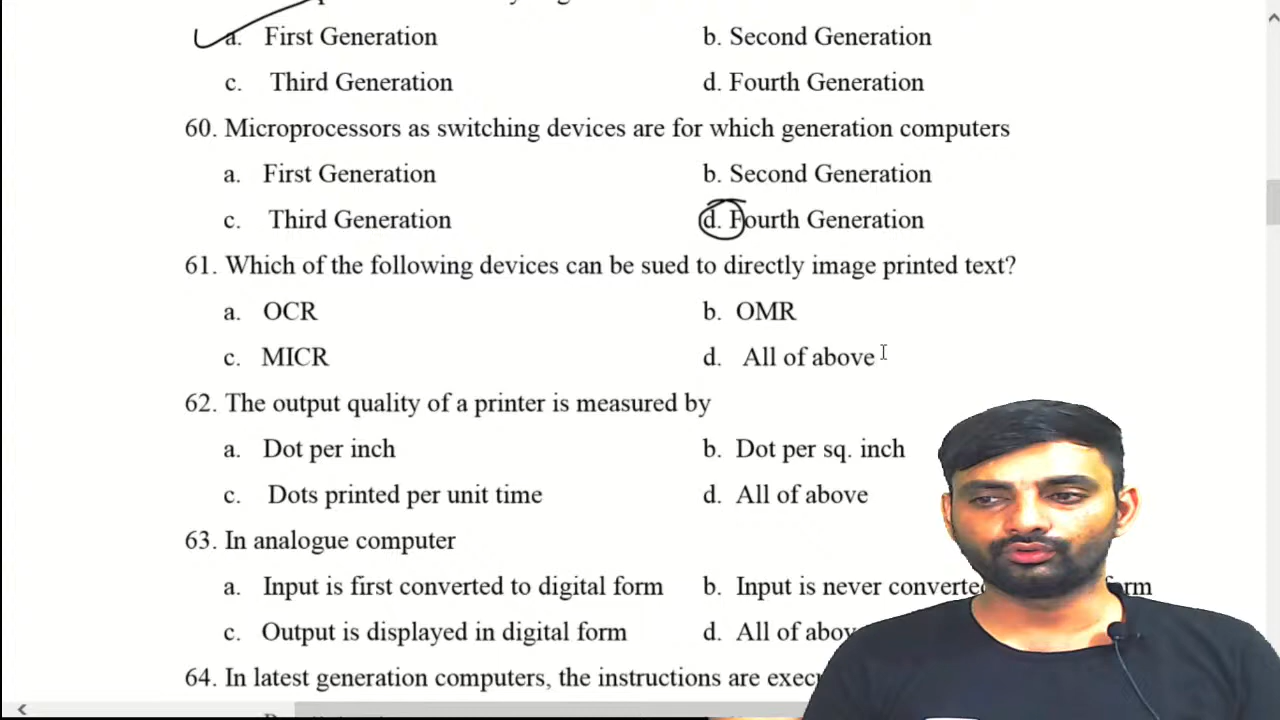 a. First Generation b. Second Generation
c. Third Generation d. Fourth Generation
60. Microprocessors as switching devices are for which generation computers
a. First Generation b. Second Generation
c. Third Generation d. Fourth Generation
61. Which of the following devices can be sued to directly image printed text?
a. OCR b. OMR
c. MICR d. All of above
62. The output quality of a printer is measured by
a. Dot per inch b. Dot per sq. inch
c. Dots printed per unit time d. All of above
63. In analogue computer
a. Input is first converted to digital form b. Input is never
c. Output is displayed in digital form d. All of
64. In latest generation computers, the instructions are